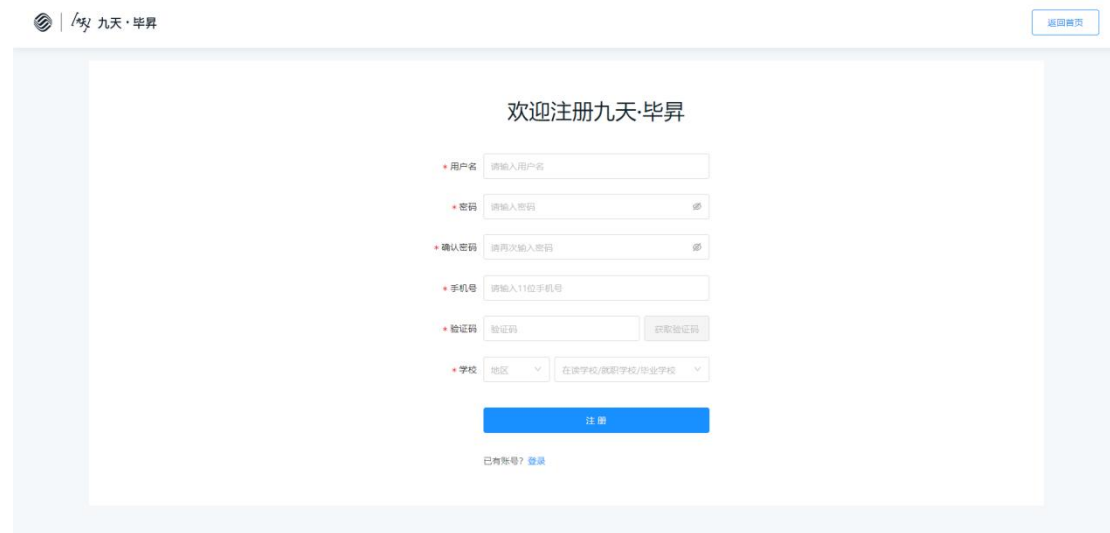 九天·毕昇
返回首页
欢迎注册九天·毕昇
* 用户名 请输入用户名
* 密码 请输入密码
* 确认密码 请再次输入密码
* 手机号 请输入11位手机号
* 验证码 验证码 获取验证码
* 学校 地区 在读学校/就职学校/毕业学校
注 册
已有账号? 登录